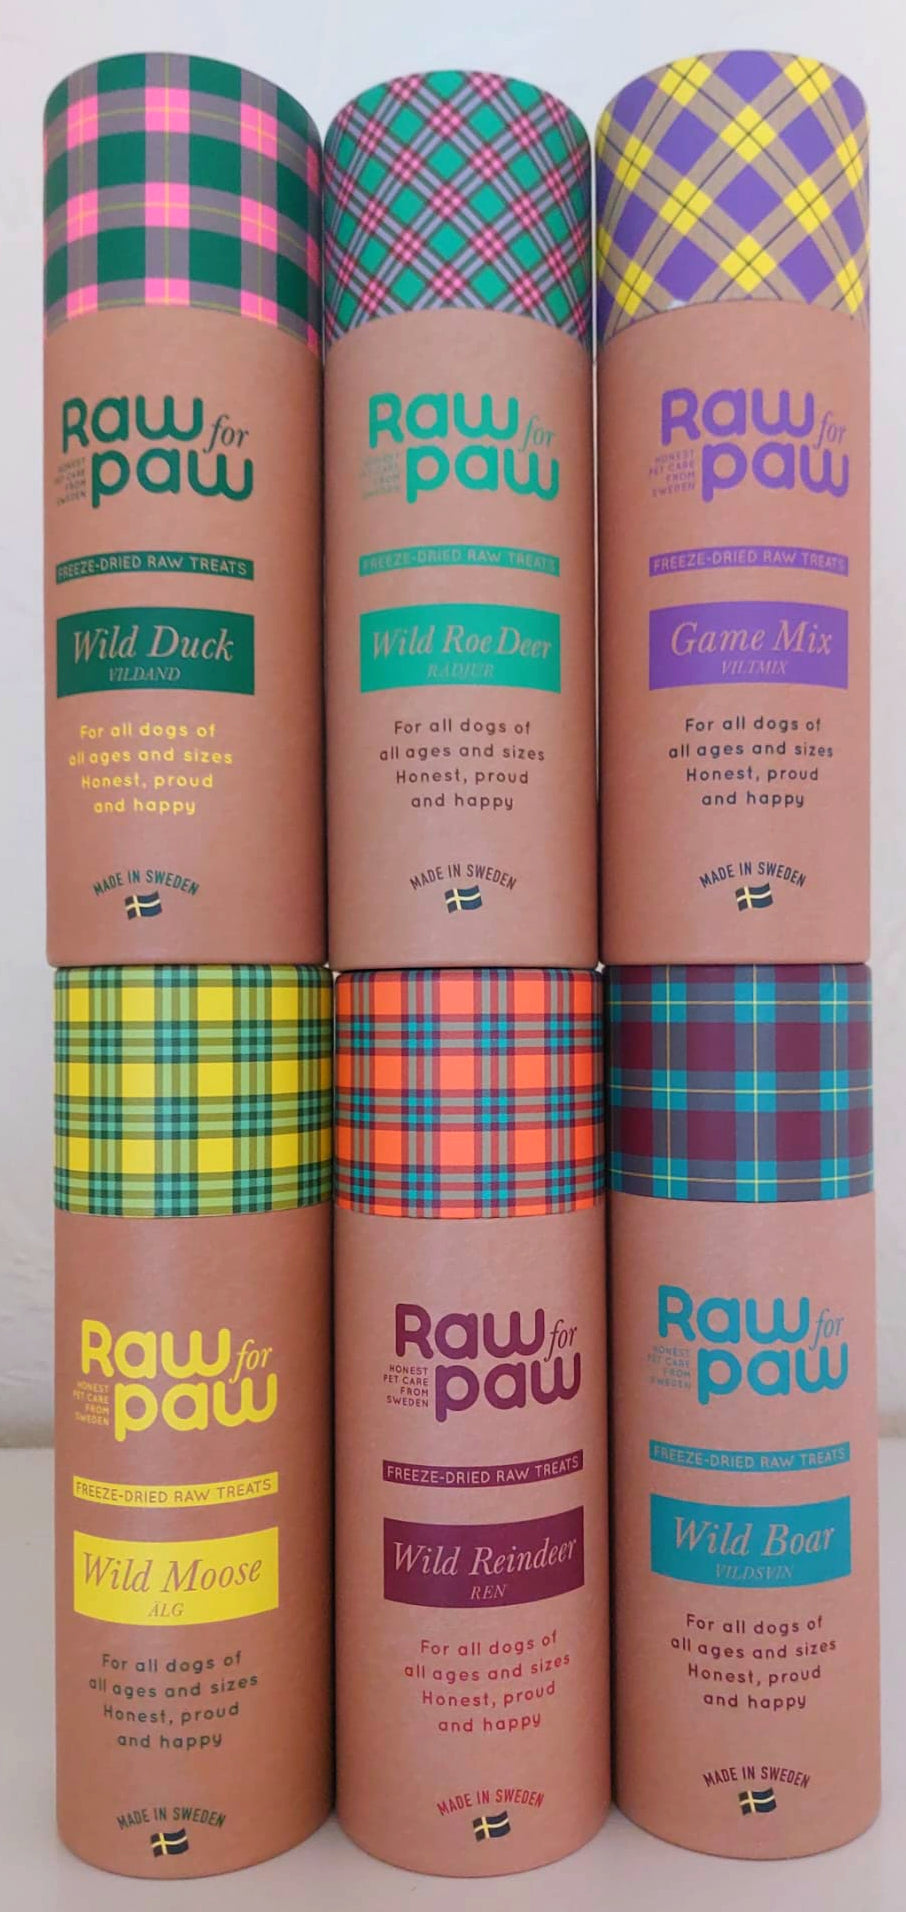 Raw for
paw
HONEST
PET CARE
FROM
SWEDEN
FREEZE-DRIED RAW TREATS
Wild Duck
VILDAND
For all dogs of
all ages and sizes
Honest, proud
and happy
MADE IN SWEDEN
Raw for
paw
HONEST
PET CARE
FROM
SWEDEN
FREEZE-DRIED RAW TREATS
Wild Roe Deer
RÅDJUR
For all dogs of
all ages and sizes
Honest, proud
and happy
MADE IN SWEDEN
Raw for
paw
HONEST
PET CARE
FROM
SWEDEN
FREEZE-DRIED RAW TREATS
Game Mix
VILTMIX
For all dogs of
all ages and sizes
Honest, proud
and happy
MADE IN SWEDEN
Raw for
paw
HONEST
PET CARE
FROM
SWEDEN
FREEZE-DRIED RAW TREATS
Wild Moose
ÄLG
For all dogs of
all ages and sizes
Honest, proud
and happy
MADE IN SWEDEN
Raw for
paw
HONEST
PET CARE
FROM
SWEDEN
FREEZE-DRIED RAW TREATS
Wild Reindeer
REN
For all dogs of
all ages and sizes
Honest, proud
and happy
MADE IN SWEDEN
Raw for
paw
HONEST
PET CARE
FROM
SWEDEN
FREEZE-DRIED RAW TREATS
Wild Boar
VILDSVIN
For all dogs of
all ages and sizes
Honest, proud
and happy
MADE IN SWEDEN